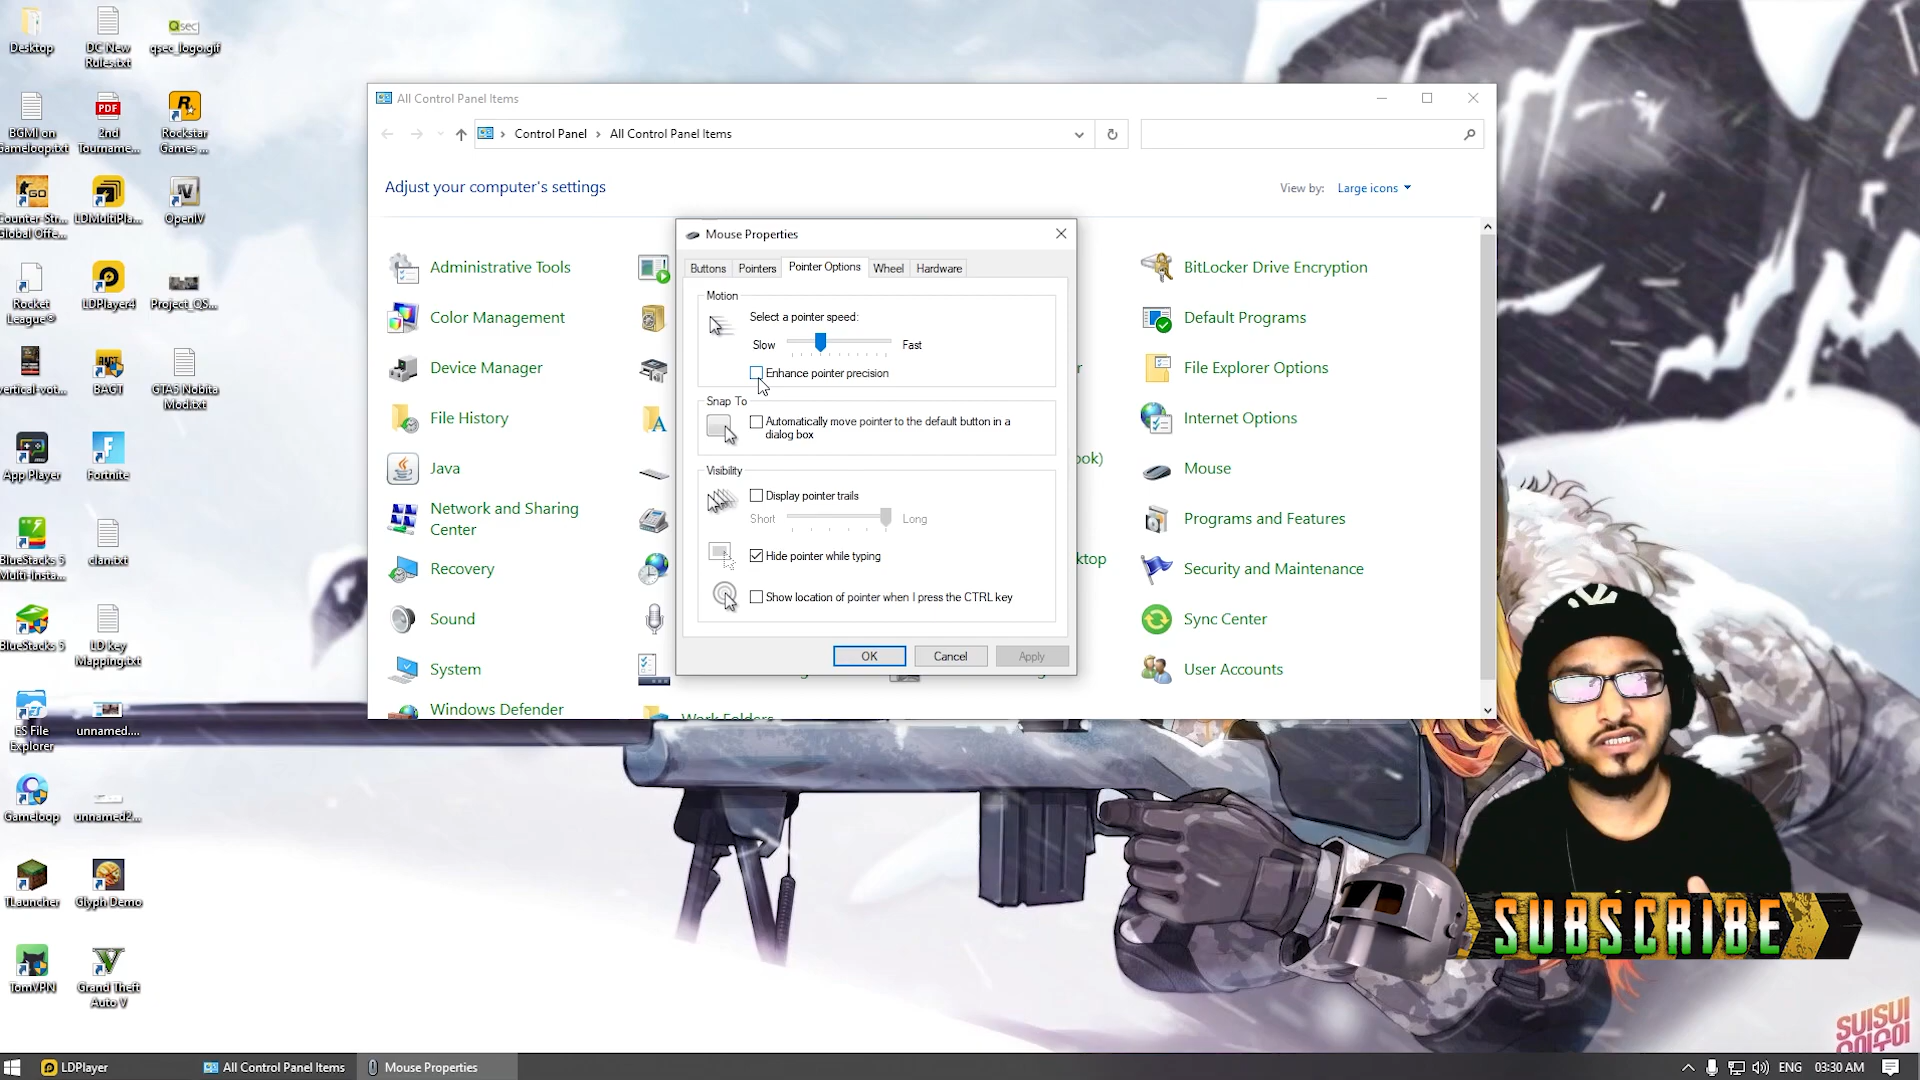 Desktop
DC New
Rules.txt
qsec
qsec_logo.gif
BGMI on
Gameloop.txt
PDF
2nd
Tourname...
Rockstar
Games ...
GO
Counter-Str...
Global Offe...
LDMultiPla...
OpenIV
Rocket
League®
LDPlayer4
Project_QS...
vertical-vot...
BAGT
GTA5 Nobita
Mod.txt
App Player
Fortnite
BlueStacks 5
Multi-Insta...
clan.txt
BlueStacks 5
LD key
Mapping.txt
ES File
Explorer
unnamed....
Gameloop
unnamed2...
TLauncher
Glyph Demo
TomVPN
Grand Theft
Auto V
All Control Panel Items
Control Panel
All Control Panel Items
Adjust your computer's settings
View by:
Large icons
Administrative Tools
BitLocker Drive Encryption
Color Management
Default Programs
Device Manager
File Explorer Options
File History
Internet Options
Java
Mouse
Network and Sharing
Center
Programs and Features
Recovery
Security and Maintenance
Sound
Sync Center
System
User Accounts
Windows Defender
Work Folders
Mouse Properties
Buttons
Pointers
Pointer Options
Wheel
Hardware
Motion
Select a pointer speed:
Slow
Fast
Enhance pointer precision
Snap To
Automatically move pointer to the default button in a
dialog box
Visibility
Display pointer trails
Short
Long
Hide pointer while typing
Show location of pointer when I press the CTRL key
OK
Cancel
Apply
SUBSCRIBE
SUISUI
LDPlayer
All Control Panel Items
Mouse Properties
ENG
03:30 AM